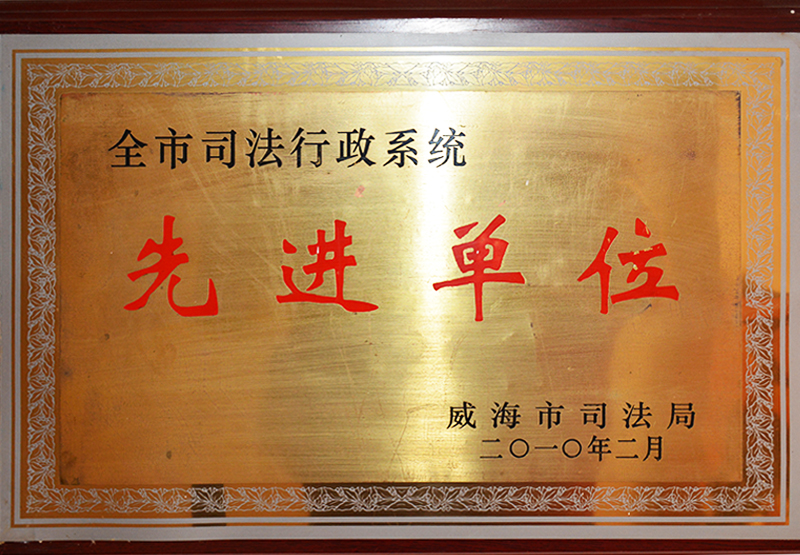 全市司法行政系统
先进单位
威海市司法局
二〇一〇年二月